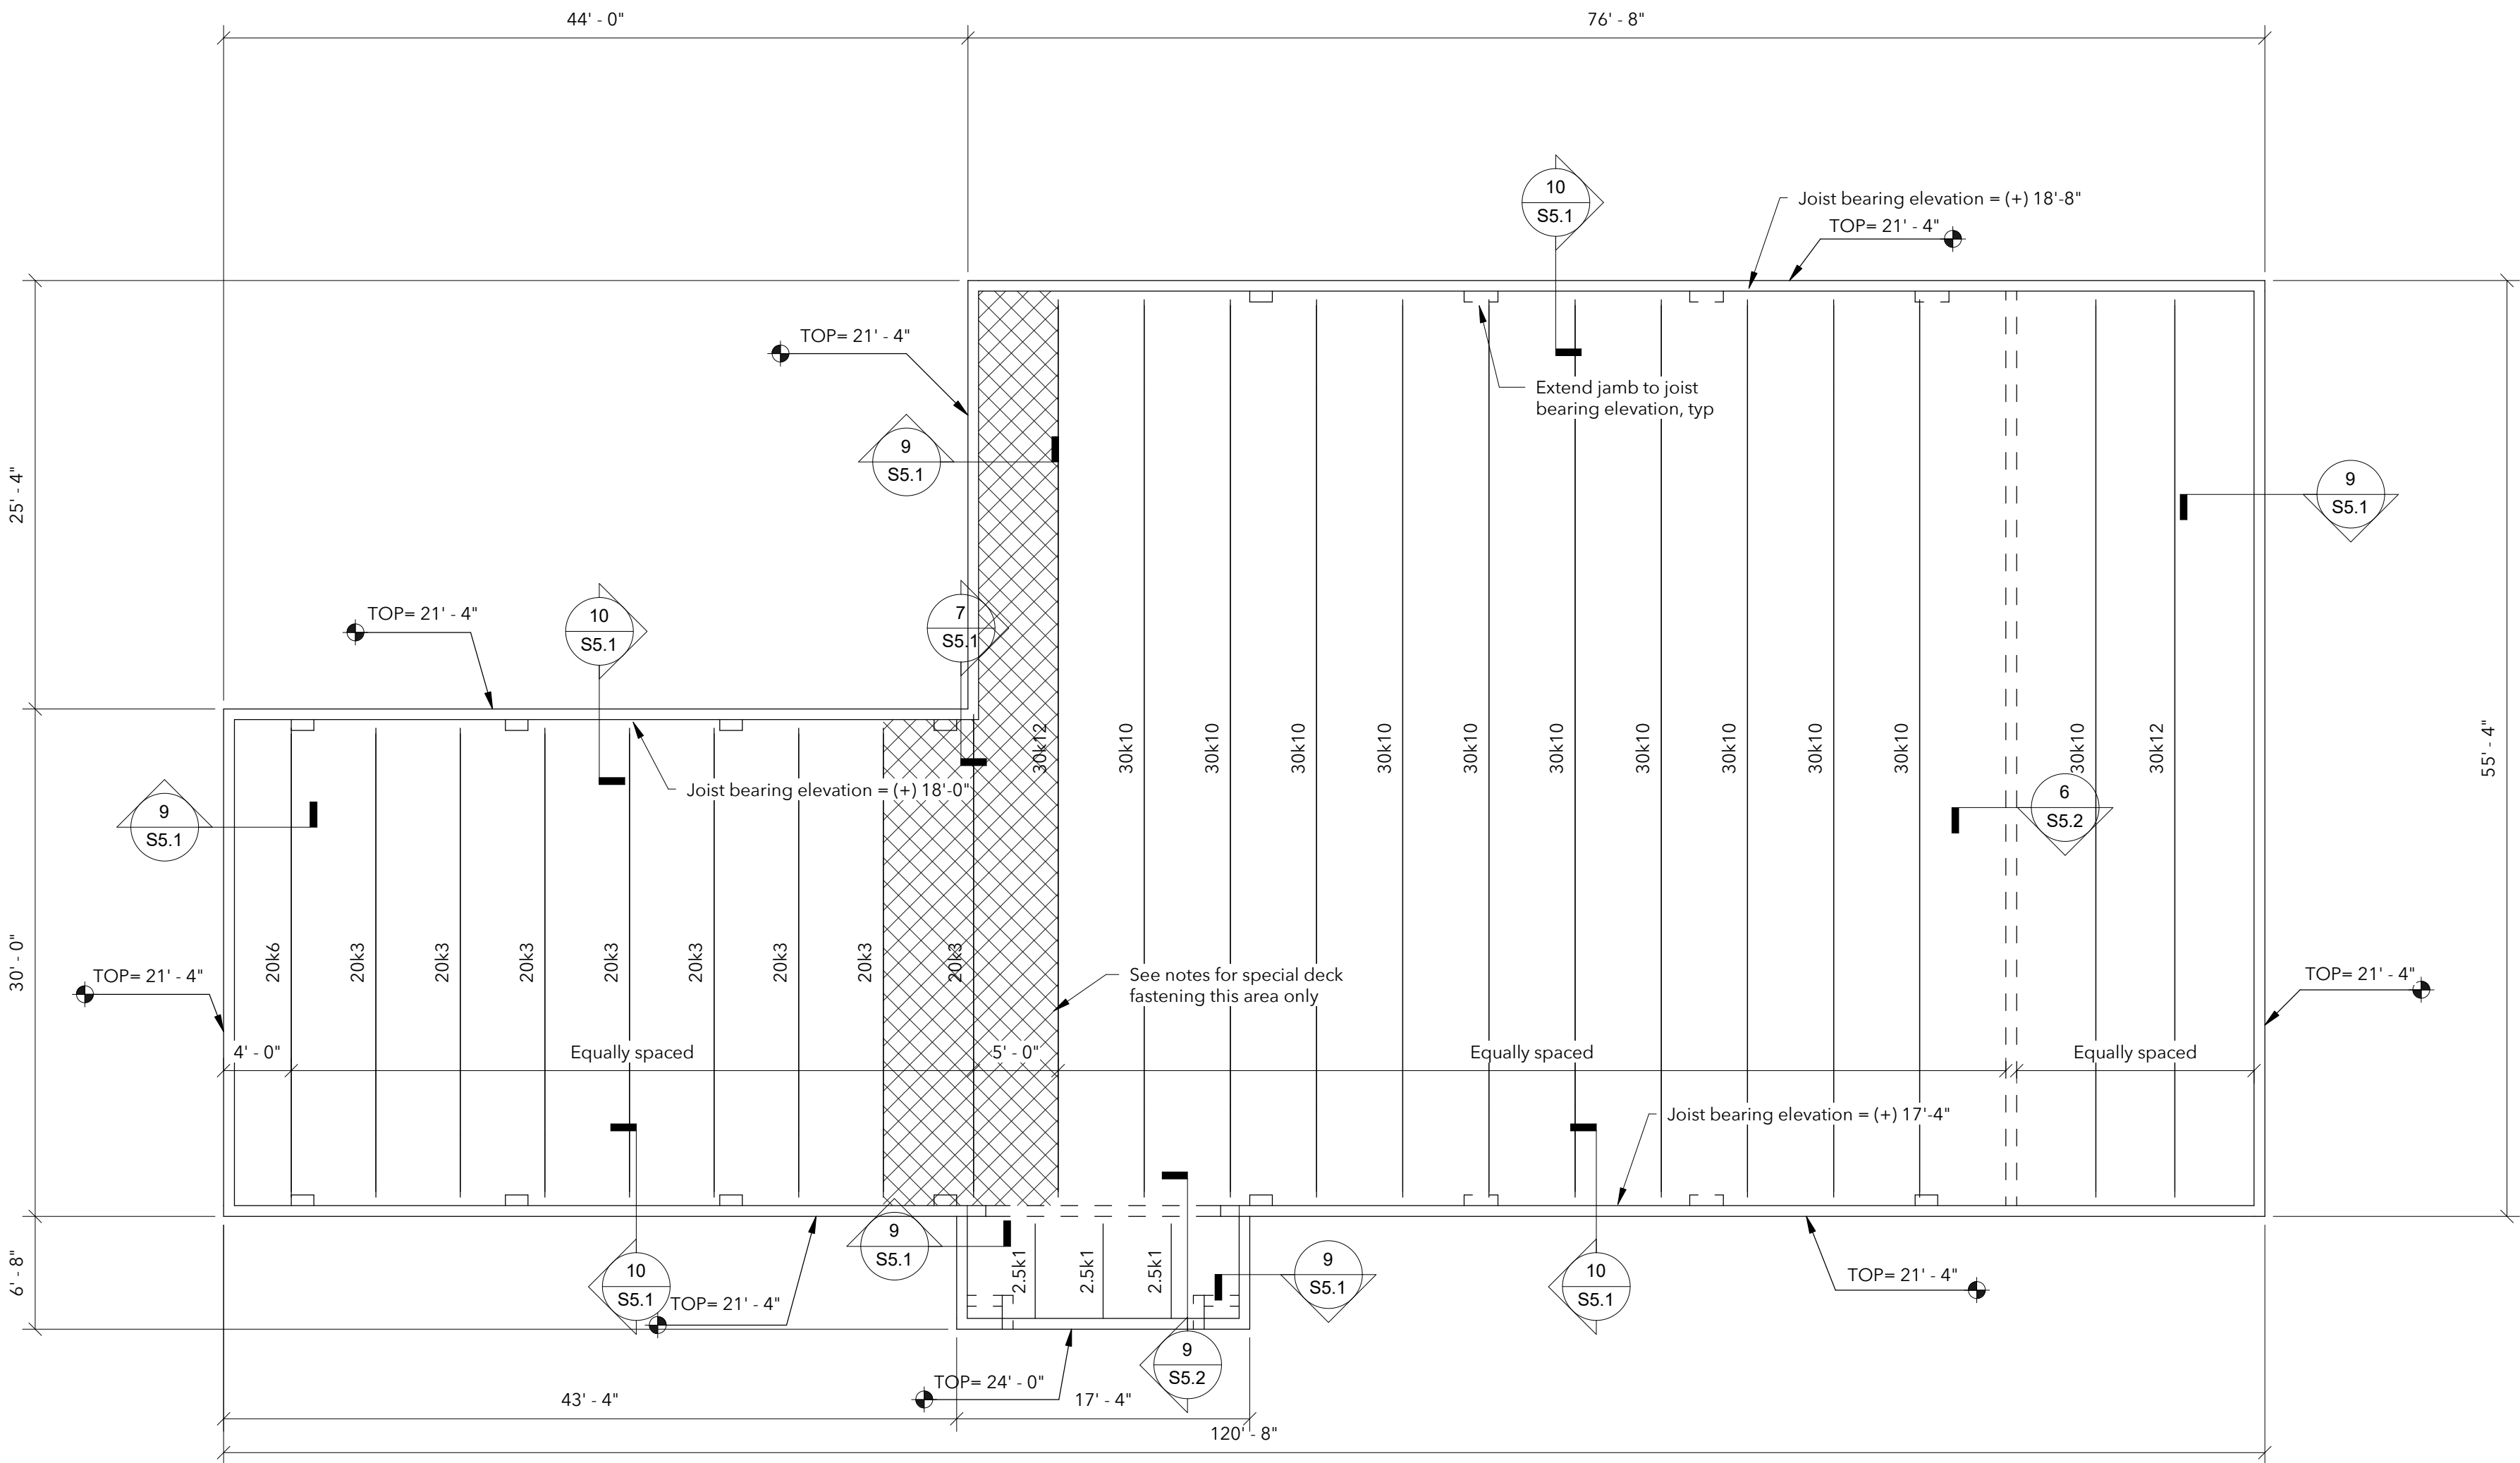 44' - 0"
76' - 8"
10
S5.1
Joist bearing elevation = (+) 18'-8"
TOP= 21' - 4"
TOP= 21' - 4"
Extend jamb to joist
bearing elevation, typ
9
S5.1
9
S5.1
25' - 4"
TOP= 21' - 4"
10
S5.1
7
S5.1
30k12
30k10
30k10
30k10
30k10
30k10
30k10
30k10
30k10
30k10
30k10
30k10
30k12
55' - 4"
Joist bearing elevation = (+) 18'-0"
9
S5.1
6
S5.2
20k6
20k3
20k3
20k3
20k3
20k3
20k3
20k3
20k3
30' - 0"
TOP= 21' - 4"
See notes for special deck
fastening this area only
TOP= 21' - 4"
4' - 0"
Equally spaced
5' - 0"
Equally spaced
Equally spaced
Joist bearing elevation = (+) 17'-4"
9
S5.1
2.5k1
2.5k1
2.5k1
6' - 8"
10
S5.1
9
S5.1
10
S5.1
TOP= 21' - 4"
TOP= 21' - 4"
9
S5.2
TOP= 24' - 0"
43' - 4"
17' - 4"
120' - 8"